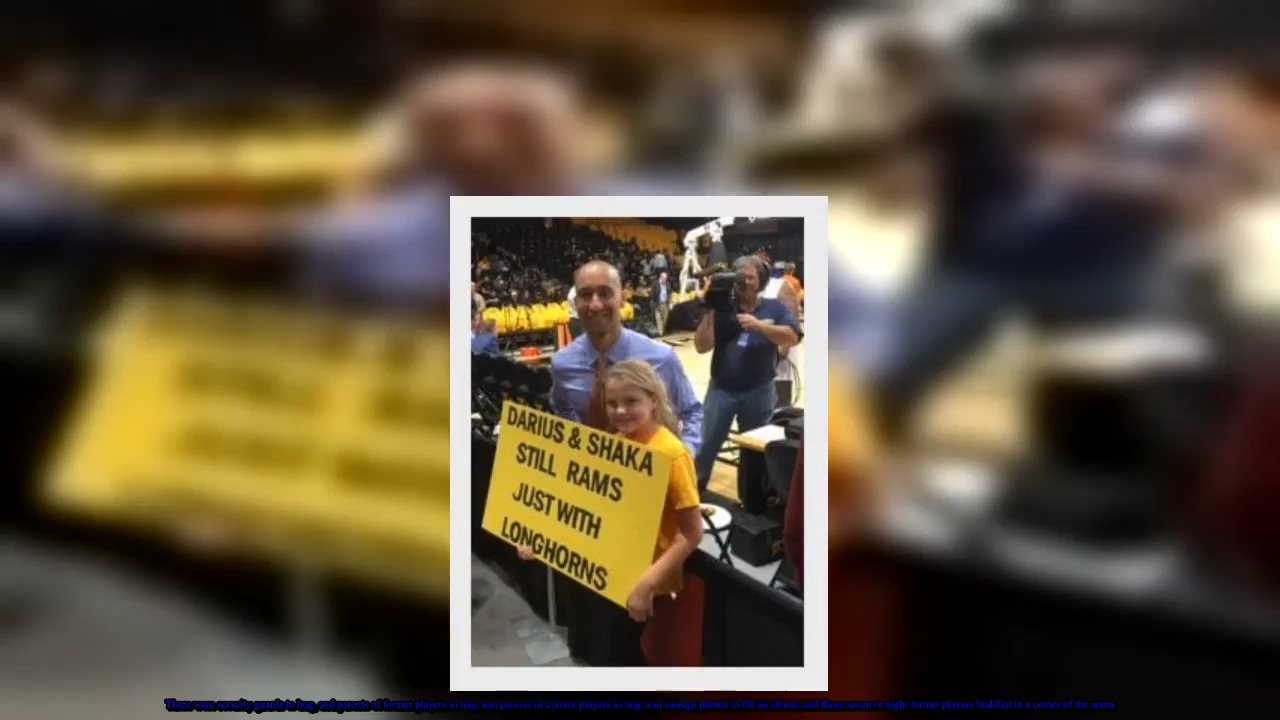 DARIUS & SHAKA
STILL RAMS
JUST WITH
LONGHORNS
There were security guards to hug, and parents of former players to hug, and parents of current players to hug, and enough photos to fill an album, and those seven or eight former players huddled in a corner of the arena